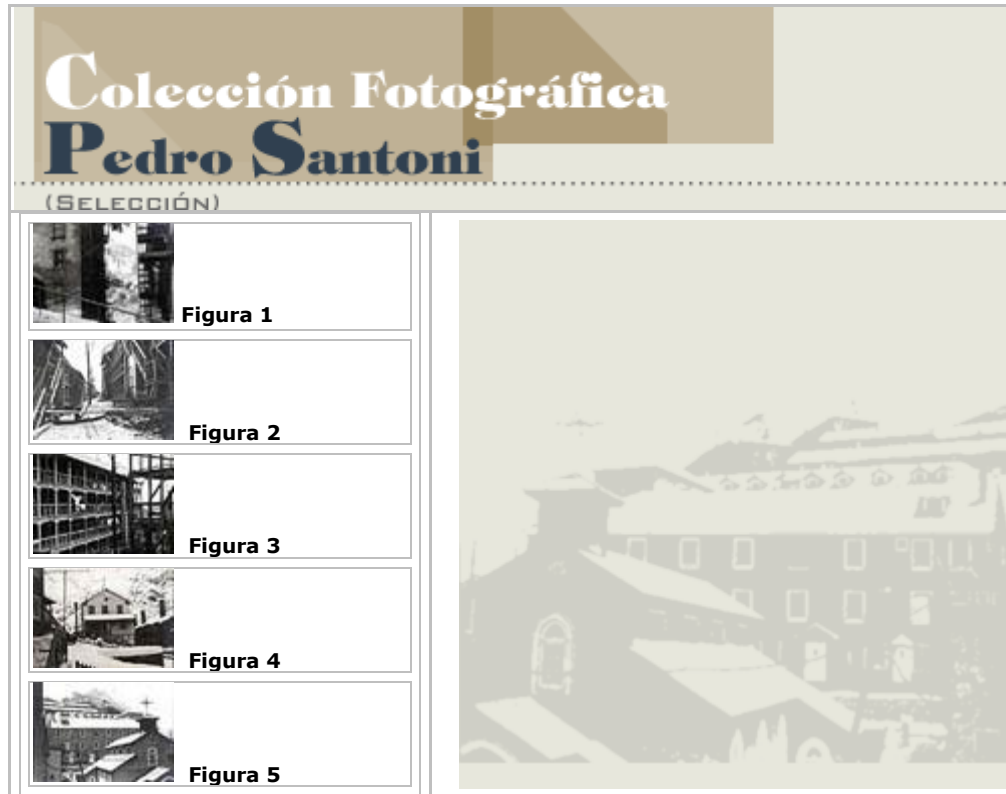 Colección Fotográfica
Pedro Santoni
(Selección)
Figura 1
Figura 2
Figura 3
Figura 4
Figura 5